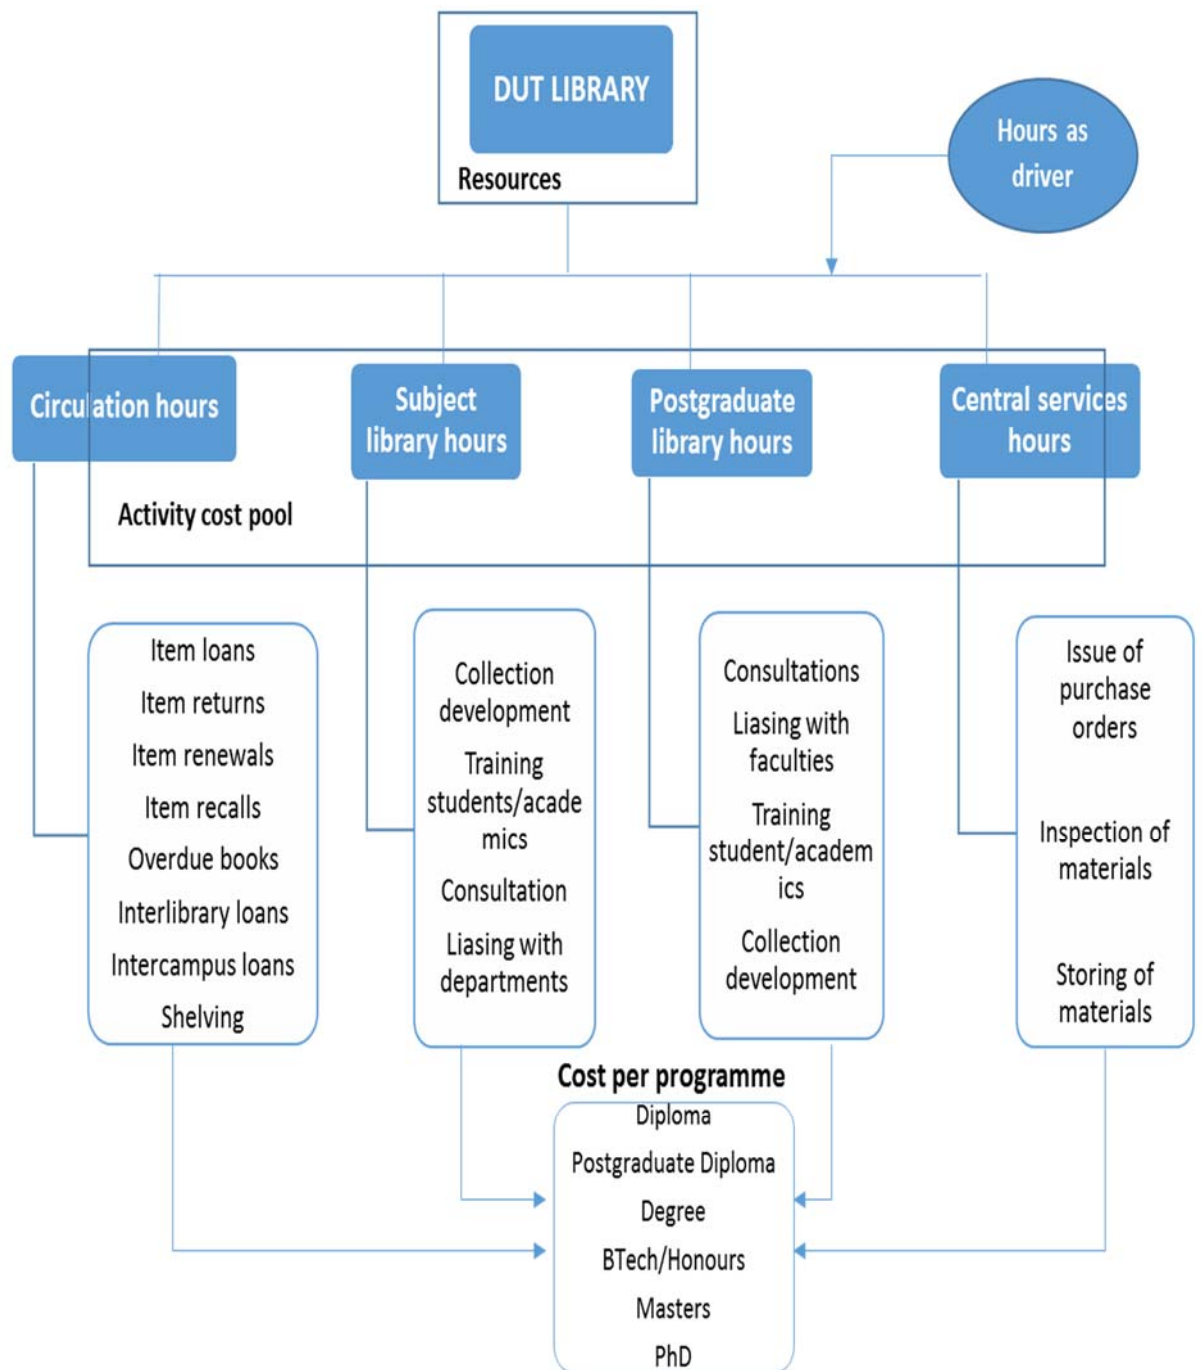 DUT LIBRARY
Resources
Hours as
driver
Circulation hours
Subject
library hours
Postgraduate
library hours
Central services
hours
Activity cost pool
Item loans
Item returns
Item renewals
Item recalls
Overdue books
Interlibrary loans
Intercampus loans
Shelving
Collection
development
Training
students/acade
mics
Consultation
Liasing with
departments
Consultations
Liasing with
faculties
Training
student/academ
ics
Collection
development
Issue of
purchase
orders
Inspection of
materials
Storing of
materials
Cost per programme
Diploma
Postgraduate Diploma
Degree
BTech/Honours
Masters
PhD